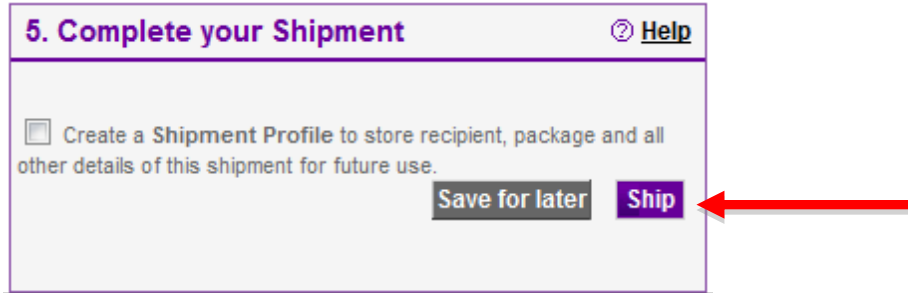 5. Complete your Shipment
? Help
Create a Shipment Profile to store recipient, package and all
other details of this shipment for future use.
Save for later
Ship